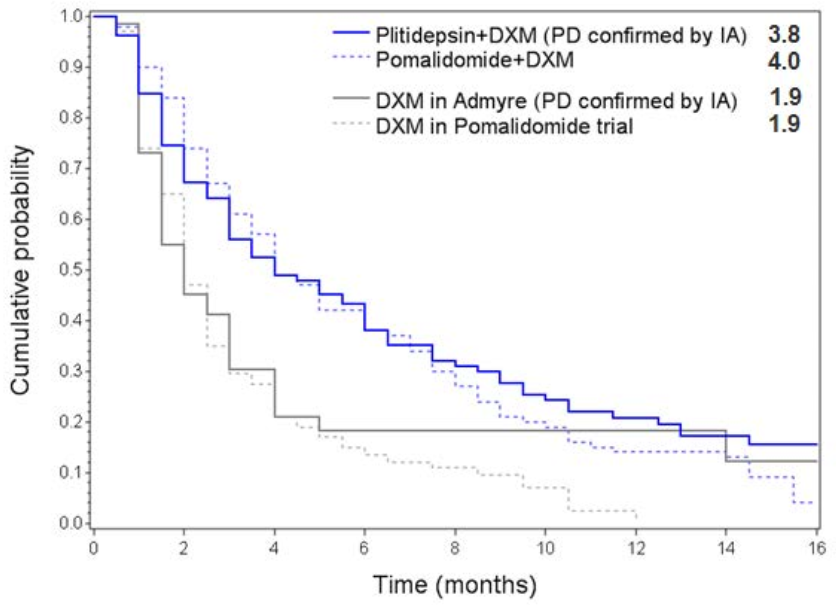 Plitidepsin+DXM (PD confirmed by IA) 3.8
Pomalidomide+DXM 4.0
DXM in Admyre (PD confirmed by IA) 1.9
DXM in Pomalidomide trial 1.9
Cumulative probability
1.0
0.9
0.8
0.7
0.6
0.5
0.4
0.3
0.2
0.1
0.0
0 2 4 6 8 10 12 14 16
Time (months)